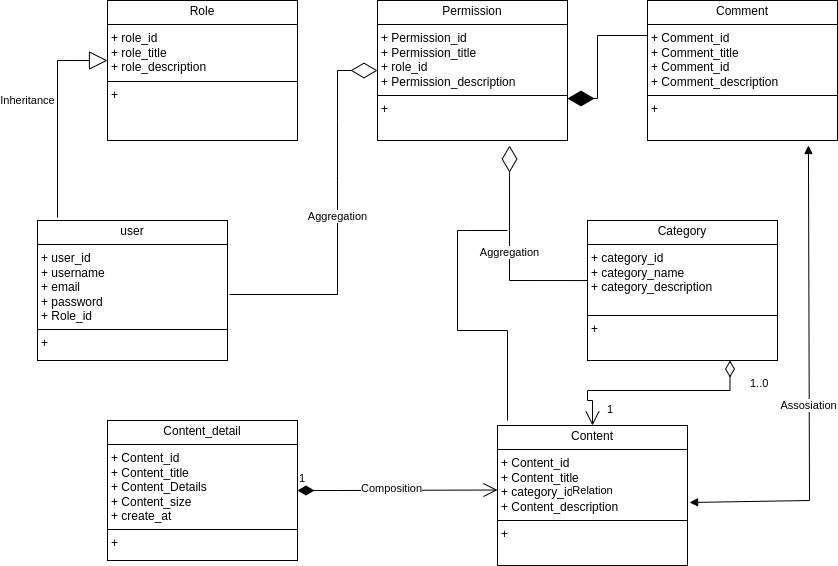 Role
+ role_id
+ role_title
+ role_description
+
Permission
+ Permission_id
+ Permission_title
+ role_id
+ Permission_description
+
Comment
+ Comment_id
+ Comment_title
+ Comment_id
+ Comment_description
+
Inheritance
Aggregation
Aggregation
user
+ user_id
+ username
+ email
+ password
+ Role_id
+
Category
+ category_id
+ category_name
+ category_description
+
1..0
1
Assosiation
Content_detail
+ Content_id
+ Content_title
+ Content_Details
+ Content_size
+ create_at
+
1
Composition
Content
+ Content_id
+ Content_title
+ category_id
Relation
+ Content_description
+